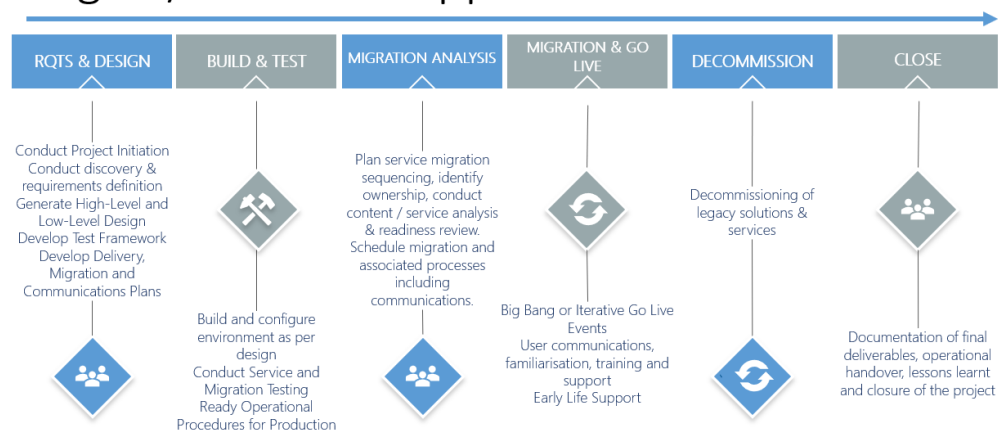 RQTS & DESIGN
BUILD & TEST
MIGRATION ANALYSIS
MIGRATION & GO
LIVE
DECOMMISSION
CLOSE
Conduct Project Initiation
Conduct discovery &
requirements definition
Generate High-Level and
Low-Level Design
Develop Test Framework
Develop Delivery,
Migration and
Communications Plans
Build and configure
environment as per
design
Conduct Service and
Migration Testing
Ready Operational
Procedures for Production
Plan service migration
sequencing, identify
ownership, conduct
content / service analysis
& readiness review.
Schedule migration and
associated processes
including
communications.
Big Bang or Iterative Go Live
Events
User communications,
familiarisation, training and
support
Early Life Support
Decommissioning of
legacy solutions &
services
Documentation of final
deliverables, operational
handover, lessons learnt
and closure of the project